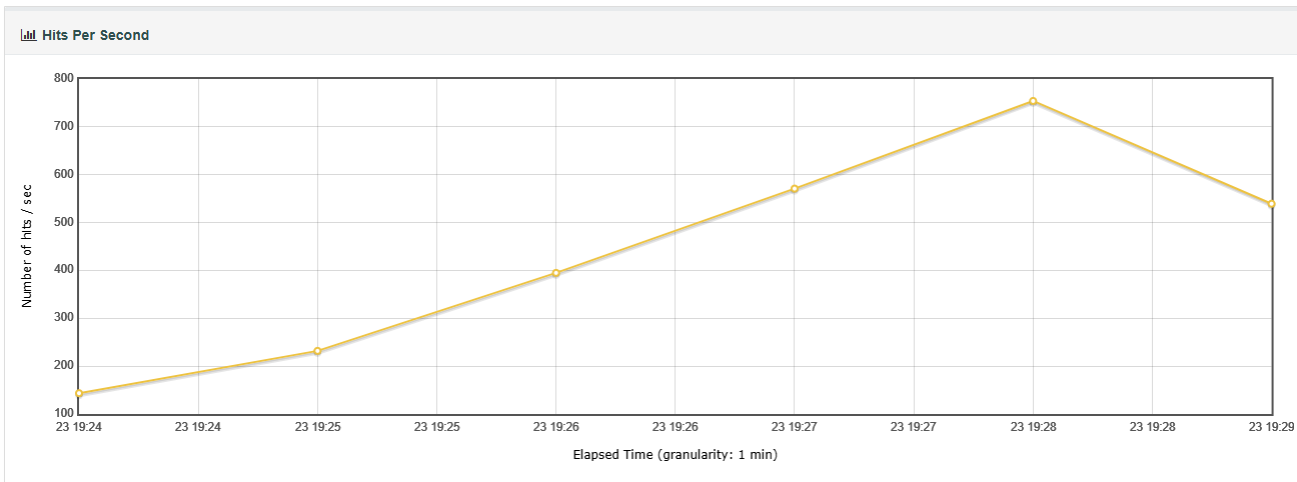 Hits Per Second
800
700
600
500
400
300
200
100
Number of hits / sec
23 19:24 23 19:24 23 19:25 23 19:25 23 19:26 23 19:26 23 19:27 23 19:27 23 19:28 23 19:28 23 19:29
Elapsed Time (granularity: 1 min)